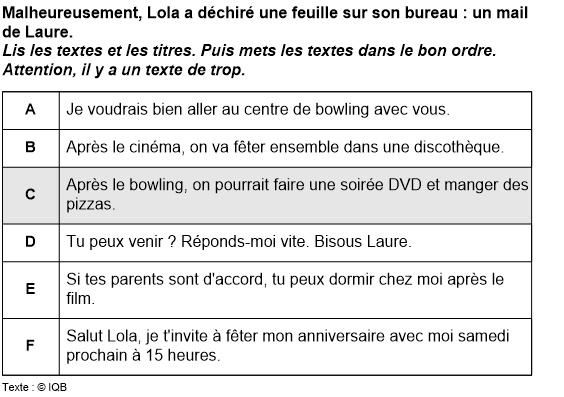 Malheureusement, Lola a déchiré une feuille sur son bureau : un mail
de Laure.
Lis les textes et les titres. Puis mets les textes dans le bon ordre.
Attention, il y a un texte de trop.
A Je voudrais bien aller au centre de bowling avec vous.
B Après le cinéma, on va fêter ensemble dans une discothèque.
C Après le bowling, on pourrait faire une soirée DVD et manger des
pizzas.
D Tu peux venir ? Réponds-moi vite. Bisous Laure.
E Si tes parents sont d'accord, tu peux dormir chez moi après le
film.
F Salut Lola, je t'invite à fêter mon anniversaire avec moi samedi
prochain à 15 heures.
Texte : © IQB